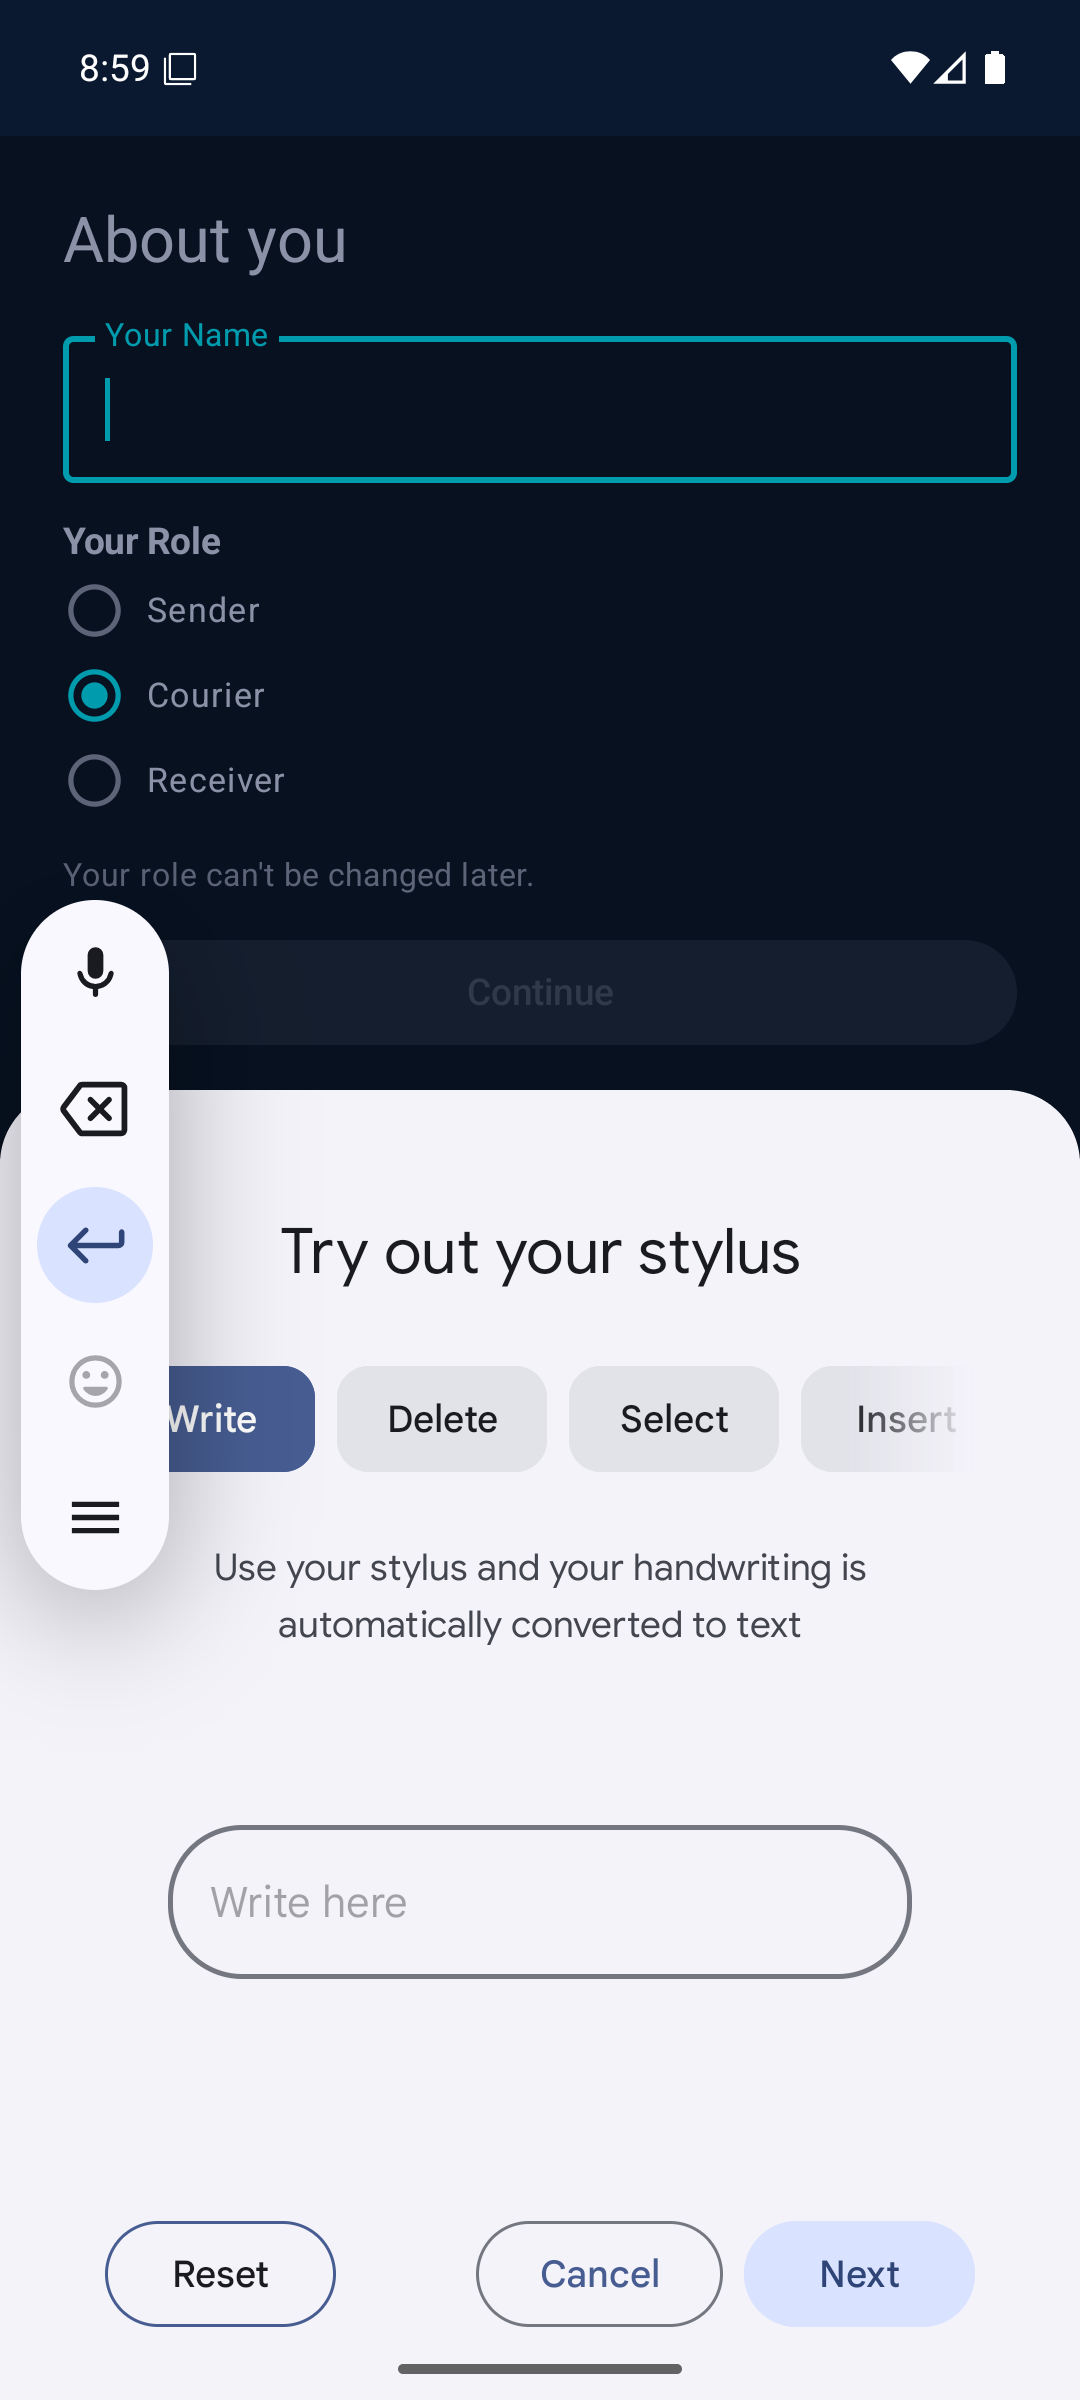 8:59
About you
Your Name
Your Role
Sender
Courier
Receiver
Your role can't be changed later.
Continue
Try out your stylus
Write Delete Select Insert
Use your stylus and your handwriting is
automatically converted to text
Write here
Reset Cancel Next